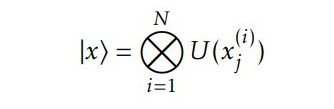 |x⟩ = ⨂_{i=1}^{N} U(x_j^{(i)})